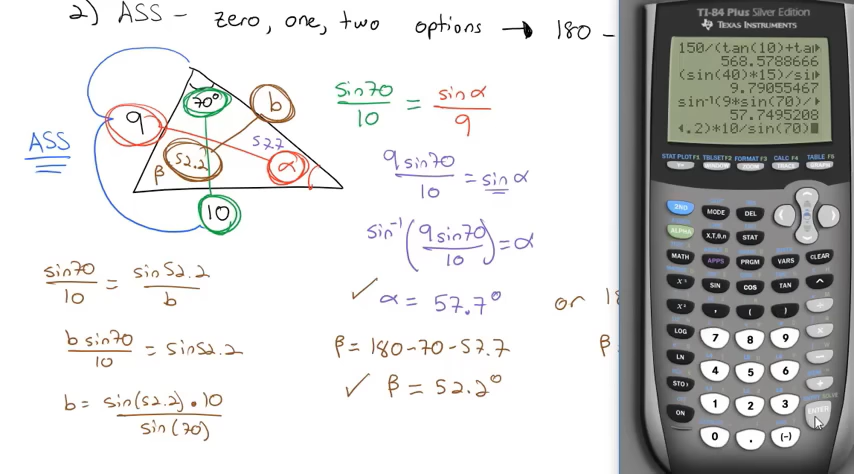 2) ASS - zero, one, two options → 180 -
ASS
9
70°
b
52.2
β
57.7
α
10
sin70/10 = sinα/9
9sin70/10 = sinα
sin⁻¹(9sin70/10) = α
✓ α = 57.7° or 18
β = 180-70-57.7 β =
✓ β = 52.2°
sin70/10 = sin52.2/b
b sin70/10 = sin52.2
b = sin(52.2)·10/sin(70)
TI-84 Plus Silver Edition
TEXAS INSTRUMENTS
150/(tan(10)+ta▸
568.5788666
(sin(40)*15)/si▸
9.79055467
sin⁻¹(9*sin(70)/▸
57.7495208
◂.2)*10/sin(70)
STAT PLOT F1 TBLSET F2 FORMAT F3 CALC F4 TABLE F5
Y= WINDOW ZOOM TRACE GRAPH
2ND MODE DEL
ALPHA X,T,θ,n STAT
MATH APPS PRGM VARS CLEAR
x⁻¹ SIN COS TAN ^
x² , ( ) ÷
LOG 7 8 9 ×
LN 4 5 6 −
STO› 1 2 3 +
ON 0 . (-) ENTER